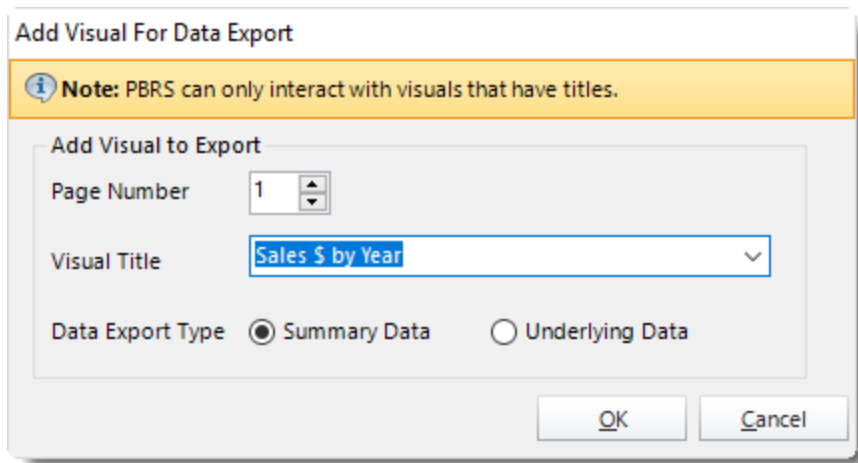 Add Visual For Data Export
Note: PBRS can only interact with visuals that have titles.
Add Visual to Export
Page Number 1
Visual Title Sales $ by Year
Data Export Type Summary Data Underlying Data
OK Cancel